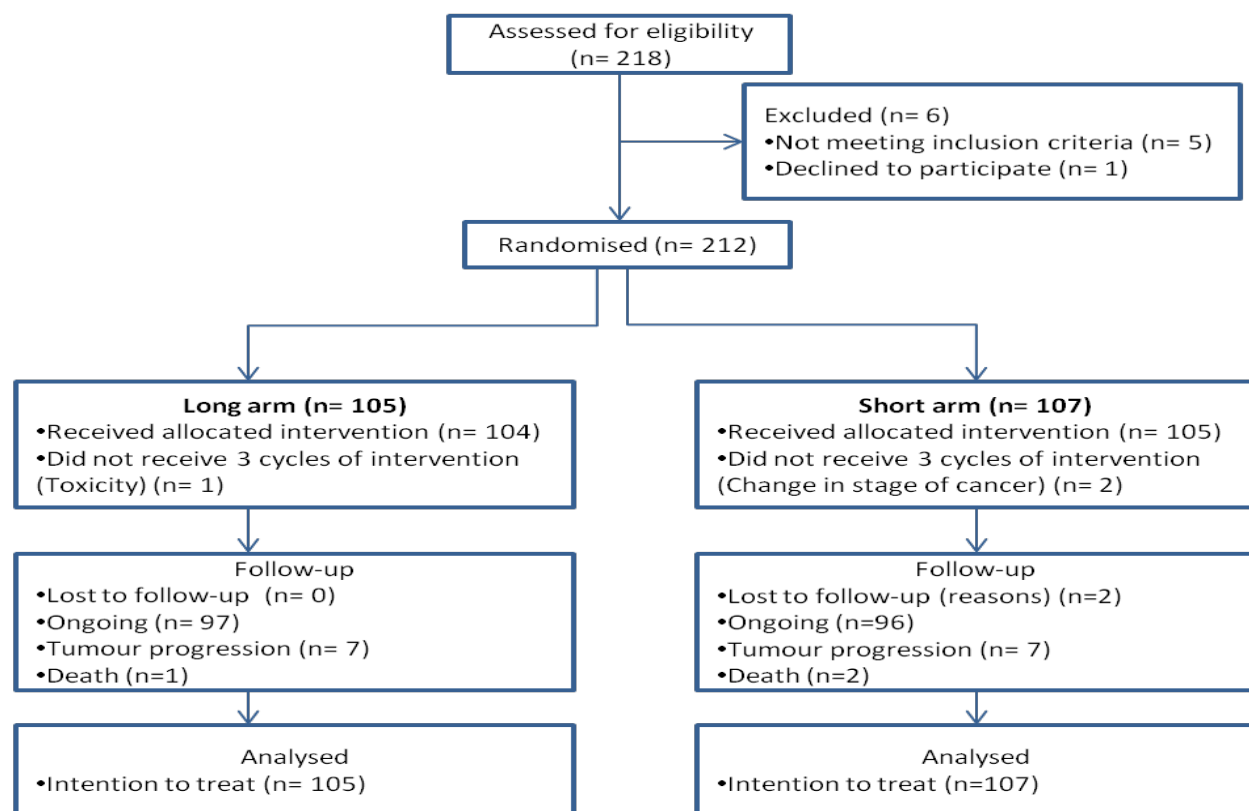 Assessed for eligibility
(n= 218)
Excluded (n= 6)
•Not meeting inclusion criteria (n= 5)
•Declined to participate (n= 1)
Randomised (n= 212)
Long arm (n= 105)
•Received allocated intervention (n= 104)
•Did not receive 3 cycles of intervention
(Toxicity) (n= 1)
Short arm (n= 107)
•Received allocated intervention (n= 105)
•Did not receive 3 cycles of intervention
(Change in stage of cancer) (n= 2)
Follow-up
•Lost to follow-up (n= 0)
•Ongoing (n= 97)
•Tumour progression (n= 7)
•Death (n=1)
Follow-up
•Lost to follow-up (reasons) (n=2)
•Ongoing (n=96)
•Tumour progression (n= 7)
•Death (n=2)
Analysed
•Intention to treat (n= 105)
Analysed
•Intention to treat (n=107)